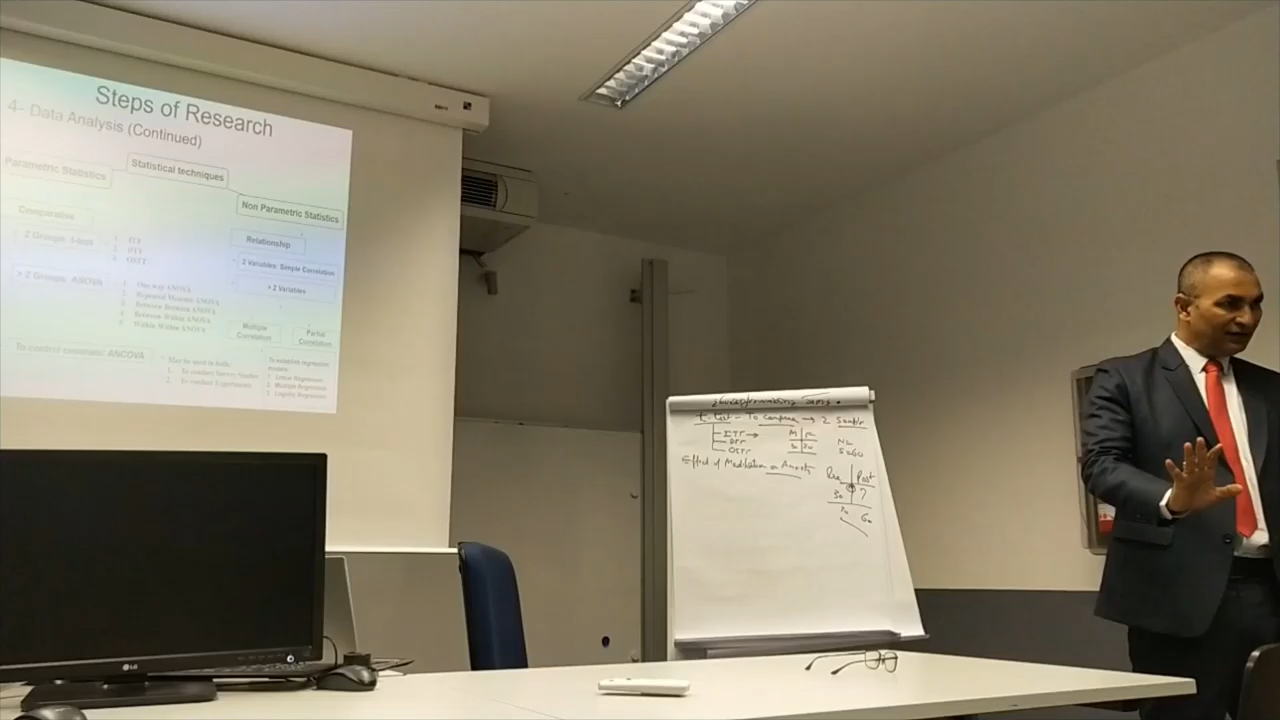 Steps of Research
4- Data Analysis (Continued)
Statistical techniques
Parametric Statistics
Non Parametric Statistics
Comparative
Relationship
2 Groups: t-test
1. ITT
2. DTT
3. OSTT
2 Variables: Simple Correlation
> 2 Groups: ANOVA
> 2 Variables
1. One way ANOVA
2. Repeated Measure ANOVA
3. Between Between ANOVA
4. Between Within ANOVA
5. Within Within ANOVA
Multiple Correlation
Partial Correlation
To control covariate: ANCOVA
May be used in both:
1. To conduct Survey Studies
2. To conduct Experiments
To establish regression models:
1. Linear Regression
2. Multiple Regression
3. Logistic Regression
t-test - To compare → 2 Sample
ITT →
DTT
OSTT
Effect of Meditation on Anxiety
Pre Post
30 ?
LG